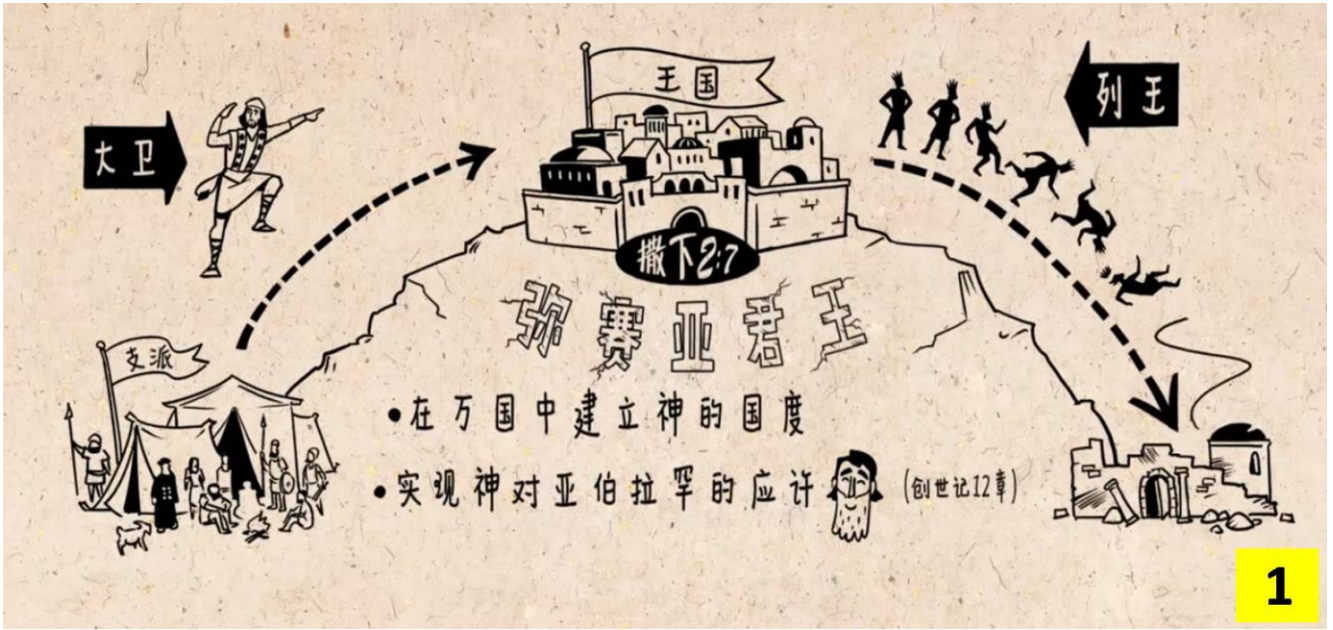 王国
列王
大卫
撒下2:7
弥赛亚君王
支派
•在万国中建立神的国度
•实现神对亚伯拉罕的应许
(创世记12章)
1